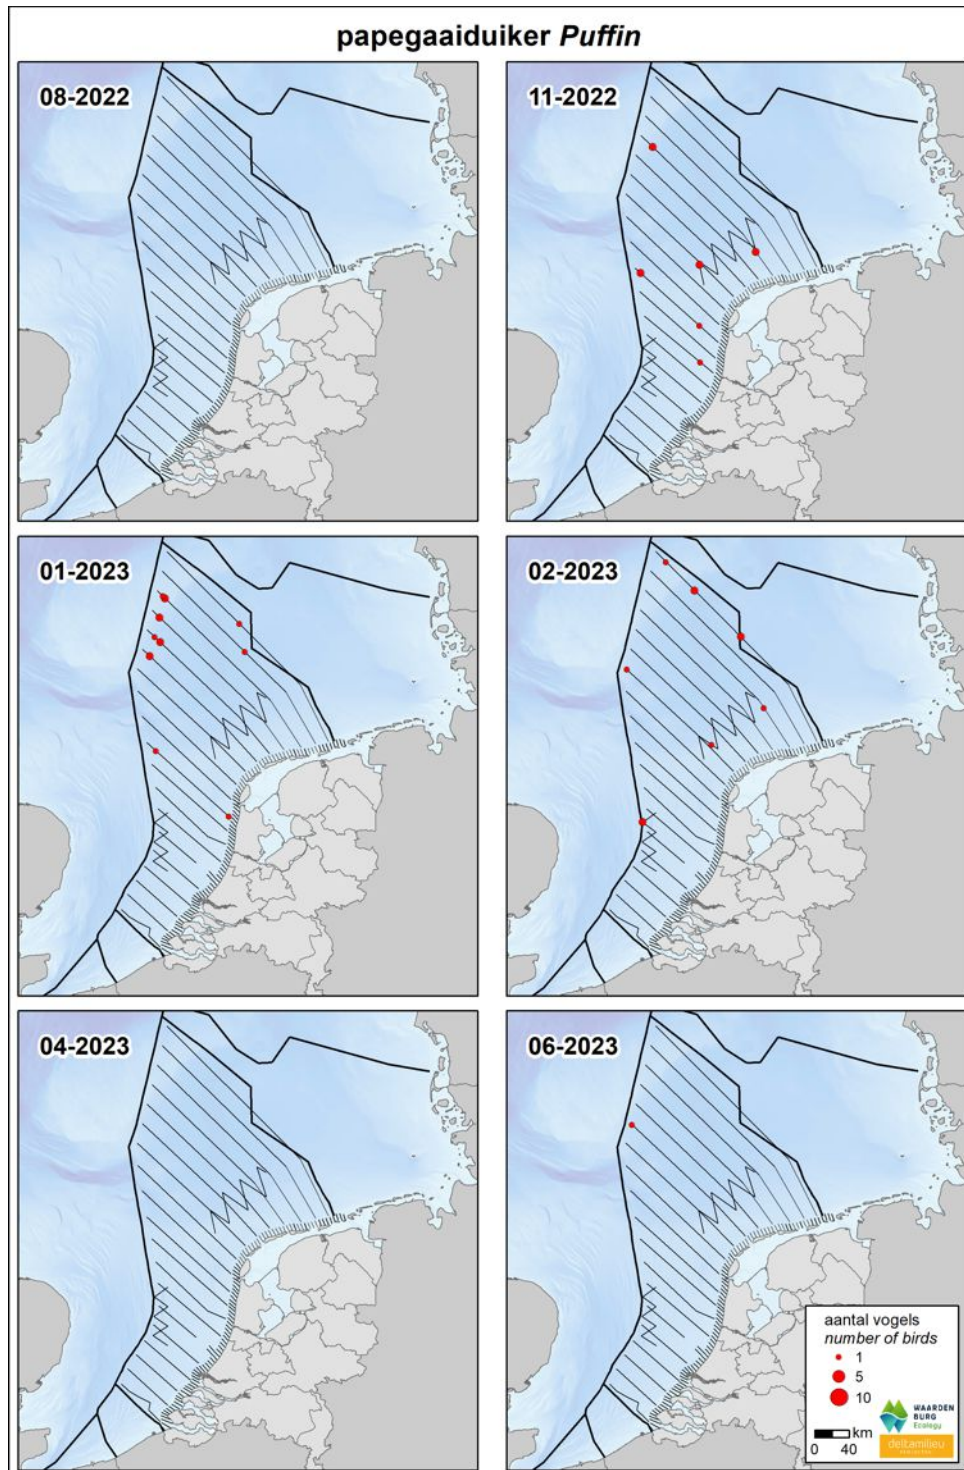 papegaaiduiker Puffin
08-2022
11-2022
01-2023
02-2023
04-2023
06-2023
aantal vogels
number of birds
1
5
10
km
0 40
WAARDEN
BURG
Ecology
deltamilieu